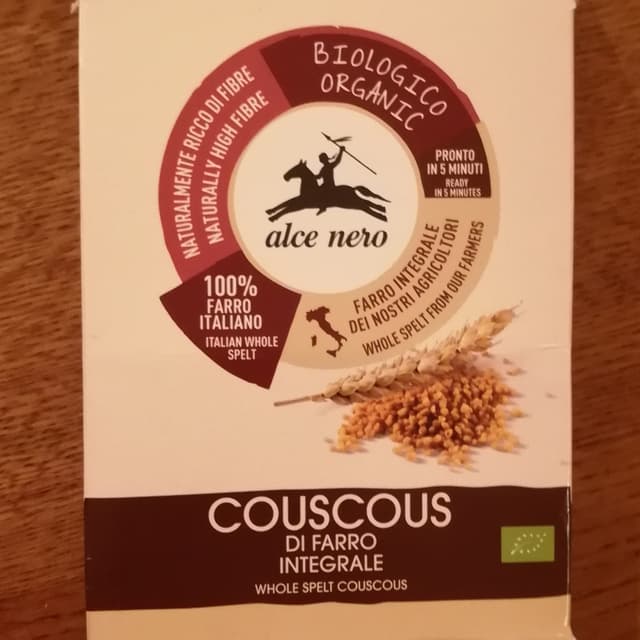 BIOLOGICO
ORGANIC
NATURALMENTE RICCO DI FIBRE
NATURALLY HIGH FIBRE
PRONTO
IN 5 MINUTI
READY
IN 5 MINUTES
alce nero
100%
FARRO
ITALIANO
ITALIAN WHOLE
SPELT
FARRO INTEGRALE
DEI NOSTRI AGRICOLTORI
WHOLE SPELT FROM OUR FARMERS
COUSCOUS
DI FARRO
INTEGRALE
WHOLE SPELT COUSCOUS